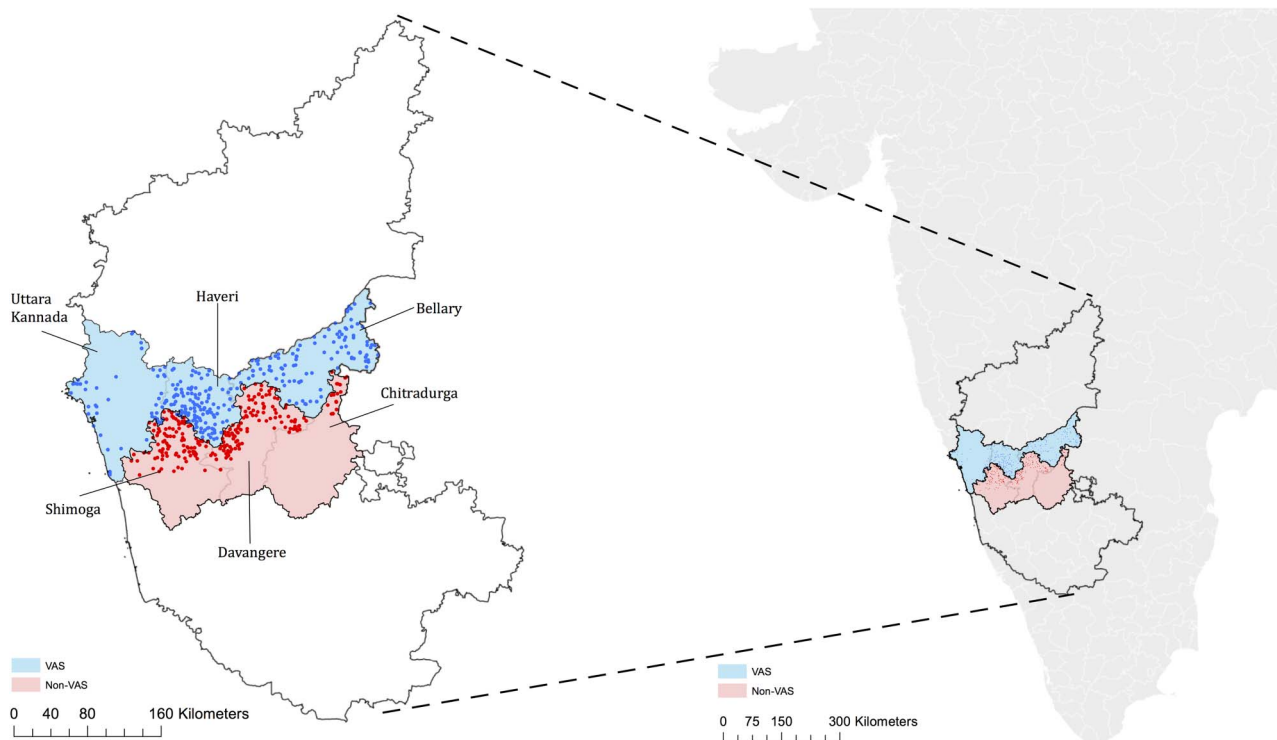 Uttara
Kannada
Haveri
Bellary
Chitradurga
Shimoga
Davangere
VAS
Non-VAS
0 40 80 160 Kilometers
VAS
Non-VAS
0 75 150 300 Kilometers